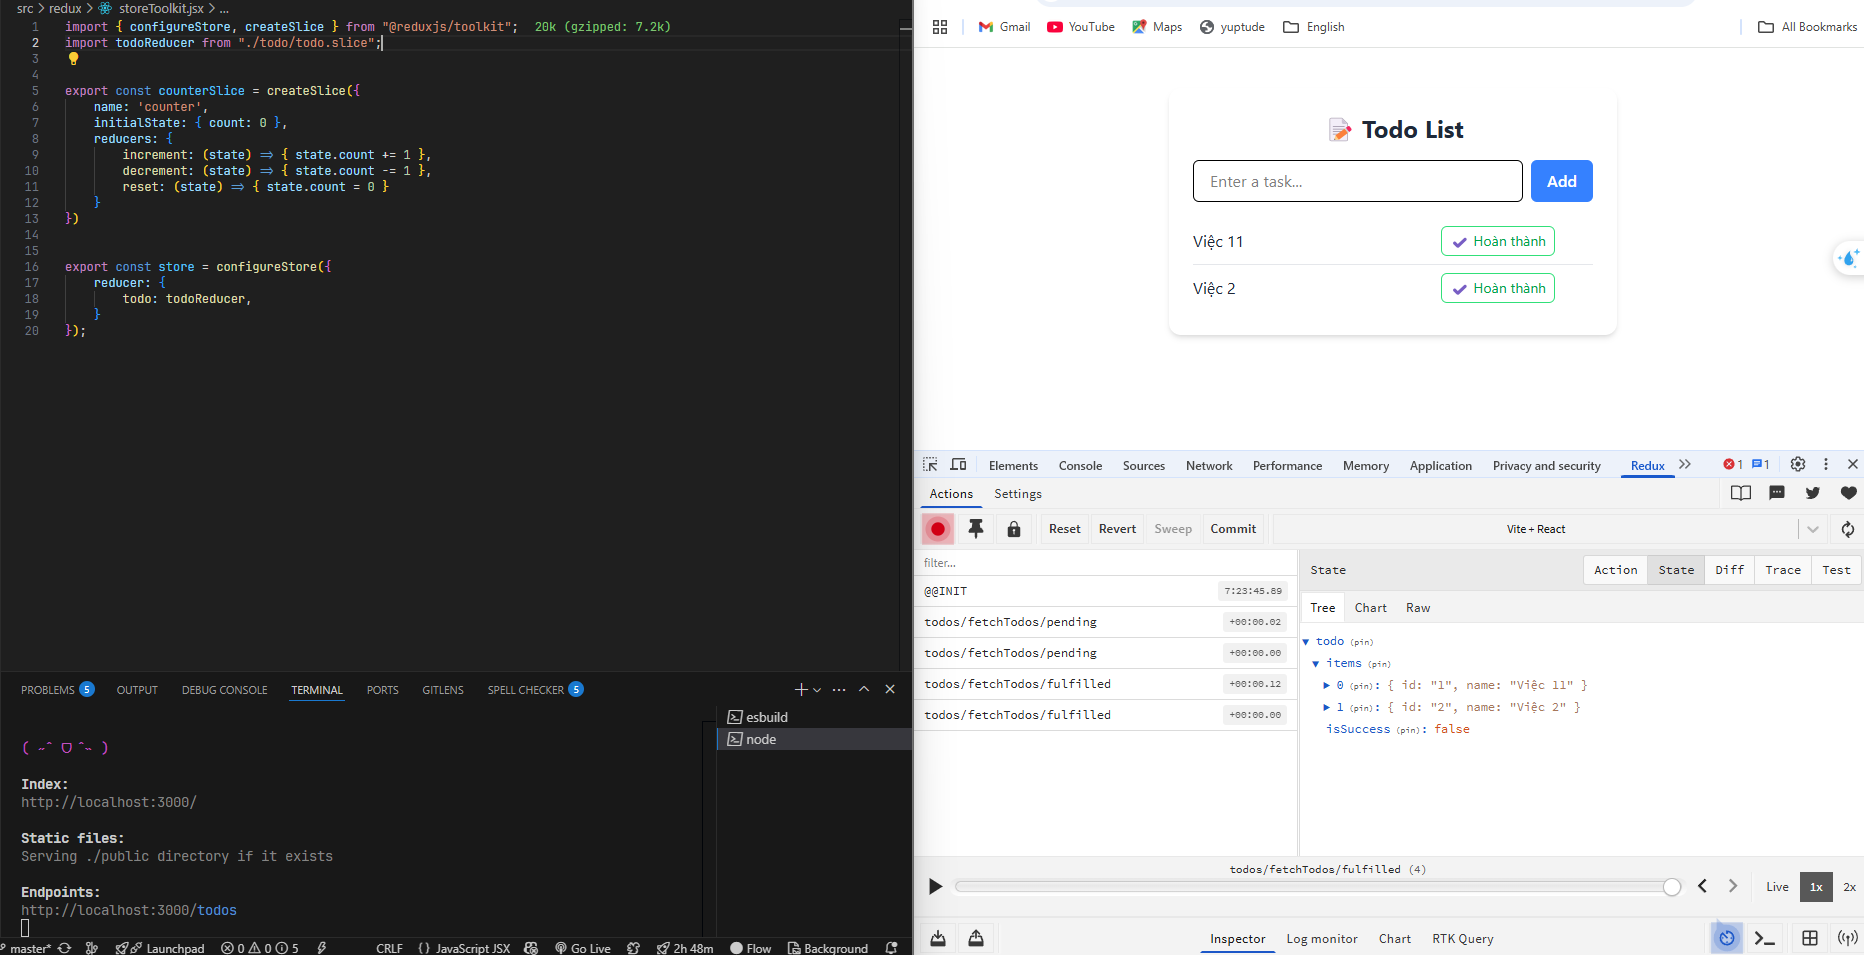 src > redux > storeToolkit.jsx > ...
1 import { configureStore, createSlice } from "@reduxjs/toolkit"; 20k (gzipped: 7.2k)
2 import todoReducer from "./todo/todo.slice";
3
4
5 export const counterSlice = createSlice({
6 name: 'counter',
7 initialState: { count: 0 },
8 reducers: {
9 increment: (state) => { state.count += 1 },
10 decrement: (state) => { state.count -= 1 },
11 reset: (state) => { state.count = 0 }
12 }
13 })
14
15
16 export const store = configureStore({
17 reducer: {
18 todo: todoReducer,
19 }
20 });
PROBLEMS 5 OUTPUT DEBUG CONSOLE TERMINAL PORTS GITLENS SPELL CHECKER 5
esbuild
node
Index:
http://localhost:3000/
Static files:
Serving ./public directory if it exists
Endpoints:
http://localhost:3000/todos
master* Launchpad 0 0 5 CRLF {} JavaScript JSX Go Live 2h 48m Flow Background
Gmail YouTube Maps yuptude English All Bookmarks
Todo List
Enter a task... Add
Việc 11 Hoàn thành
Việc 2 Hoàn thành
Elements Console Sources Network Performance Memory Application Privacy and security Redux 1 1
Actions Settings
Reset Revert Sweep Commit Vite + React
filter...
@@INIT 7:23:45.89
todos/fetchTodos/pending +00:00.02
todos/fetchTodos/pending +00:00.00
todos/fetchTodos/fulfilled +00:00.12
todos/fetchTodos/fulfilled +00:00.00
State Action State Diff Trace Test
Tree Chart Raw
todo (pin)
items (pin)
0 (pin): { id: "1", name: "Việc 11" }
1 (pin): { id: "2", name: "Việc 2" }
isSuccess (pin): false
todos/fetchTodos/fulfilled (4)
Live 1x 2x
Inspector Log monitor Chart RTK Query